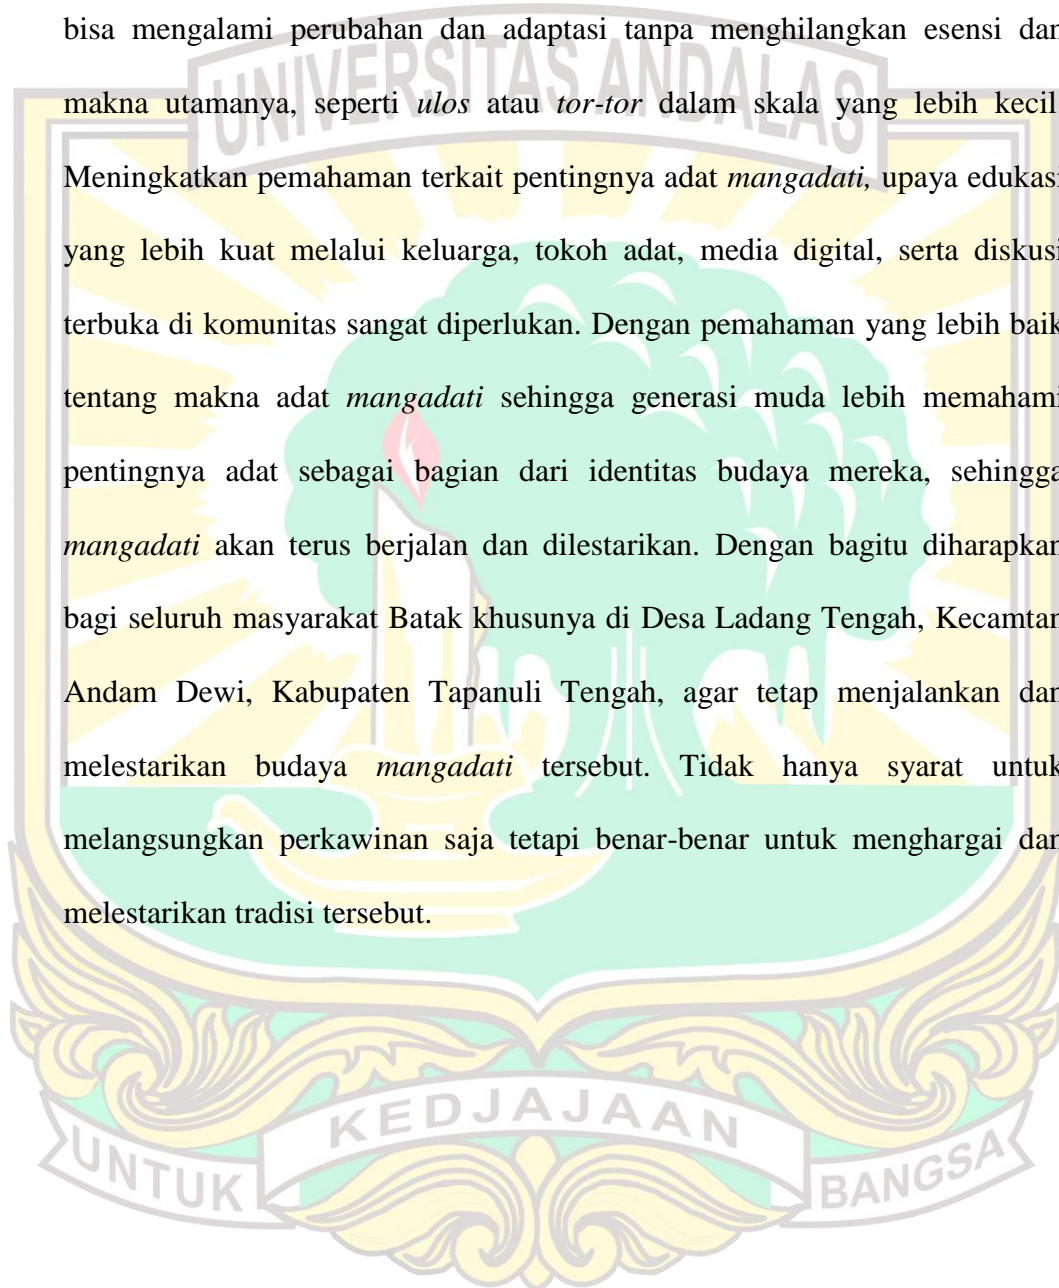 UNIVERSITAS ANDALAS
bisa mengalami perubahan dan adaptasi tanpa menghilangkan esensi dan
makna utamanya, seperti ulos atau tor-tor dalam skala yang lebih kecil.
Meningkatkan pemahaman terkait pentingnya adat mangadati, upaya edukasi
yang lebih kuat melalui keluarga, tokoh adat, media digital, serta diskusi
terbuka di komunitas sangat diperlukan. Dengan pemahaman yang lebih baik
tentang makna adat mangadati sehingga generasi muda lebih memahami
pentingnya adat sebagai bagian dari identitas budaya mereka, sehingga
mangadati akan terus berjalan dan dilestarikan. Dengan bagitu diharapkan
bagi seluruh masyarakat Batak khusunya di Desa Ladang Tengah, Kecamtan
Andam Dewi, Kabupaten Tapanuli Tengah, agar tetap menjalankan dan
melestarikan budaya mangadati tersebut. Tidak hanya syarat untuk
melangsungkan perkawinan saja tetapi benar-benar untuk menghargai dan
melestarikan tradisi tersebut.
UNTUK KEDJAJAAN BANGSA